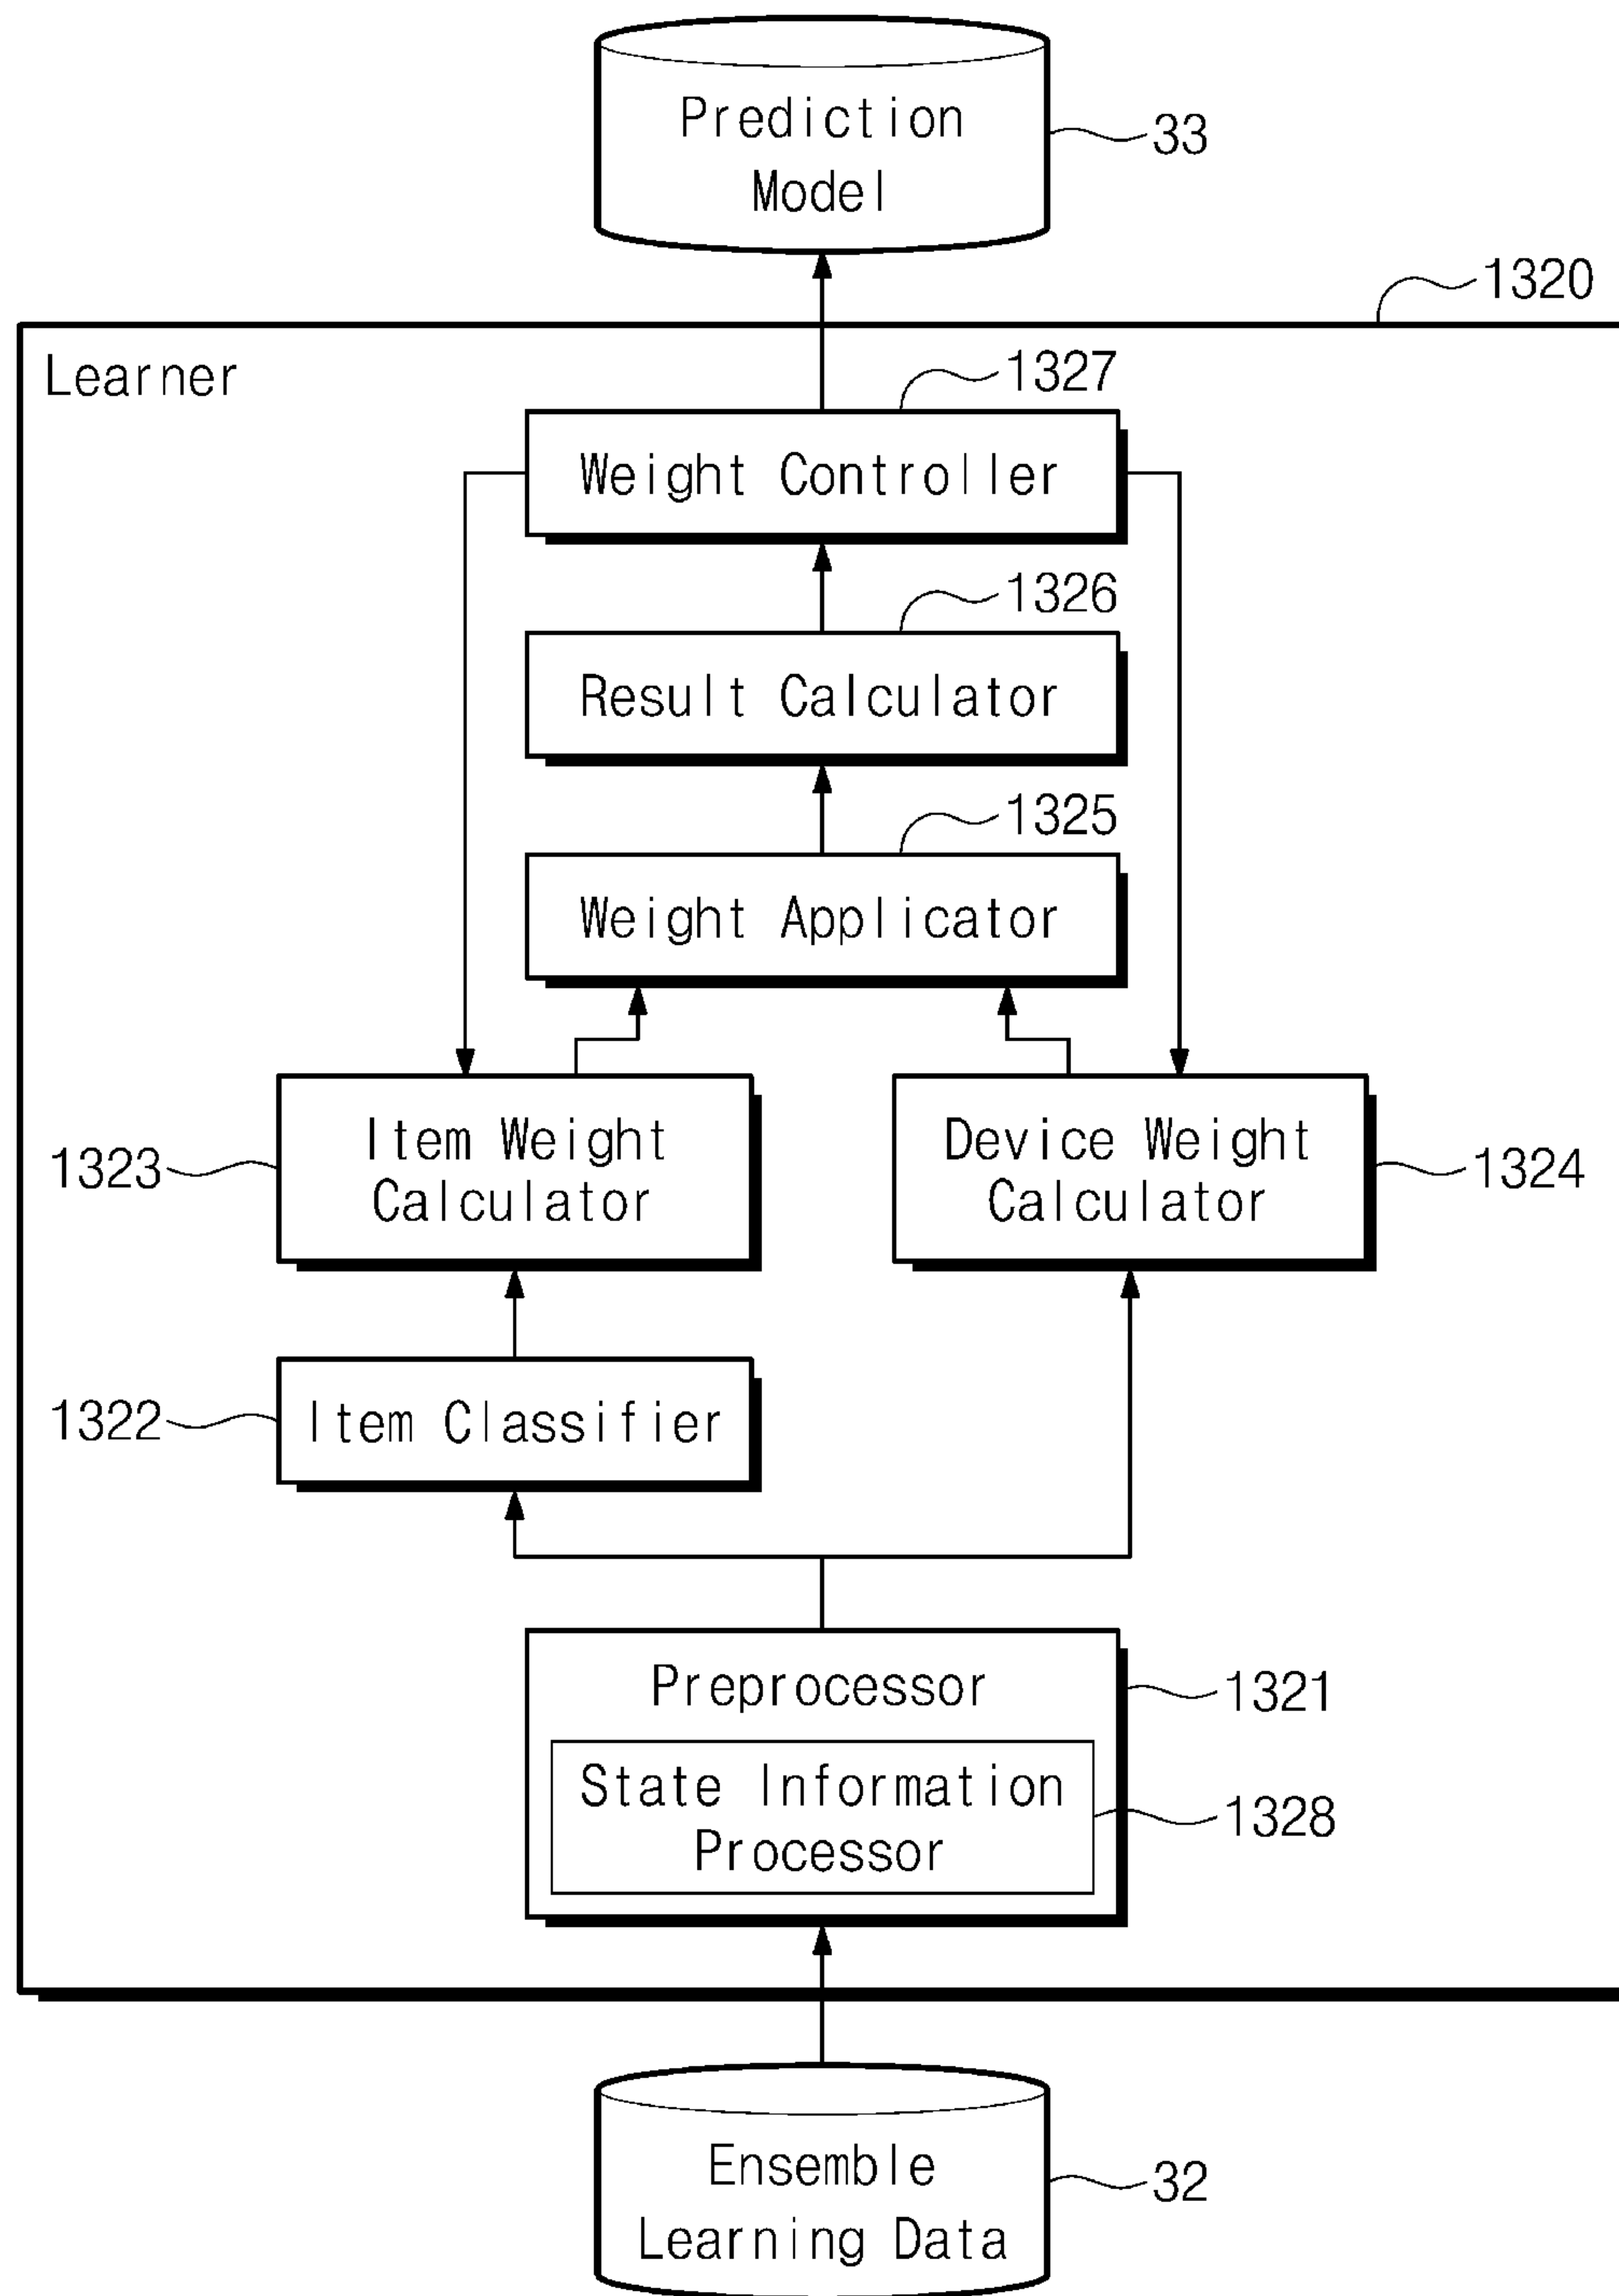 Prediction
Model
33
1320
Learner
1327
Weight Controller
1326
Result Calculator
1325
Weight Applicator
Item Weight
Calculator
1323
Device Weight
Calculator
1324
1322
Item Classifier
Preprocessor
1321
State Information
Processor
1328
Ensemble
Learning Data
32